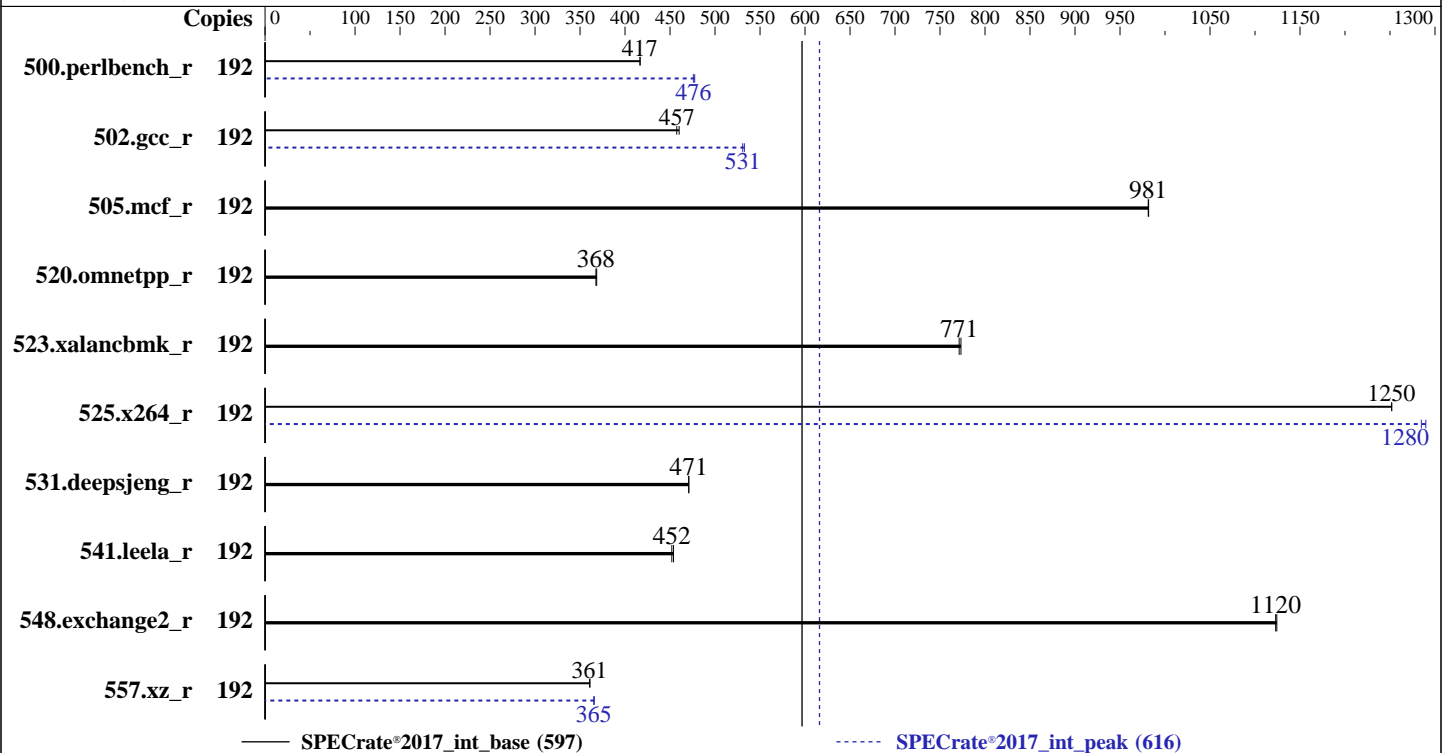 Copies 0 100 150 200 250 300 350 400 450 500 550 600 650 700 750 800 850 900 950 1050 1150 1300
500.perlbench_r 192 417
476
502.gcc_r 192 457
531
505.mcf_r 192 981
520.omnetpp_r 192 368
523.xalancbmk_r 192 771
525.x264_r 192 1250
1280
531.deepsjeng_r 192 471
541.leela_r 192 452
548.exchange2_r 192 1120
557.xz_r 192 361
365
SPECrate®2017_int_base (597) SPECrate®2017_int_peak (616)